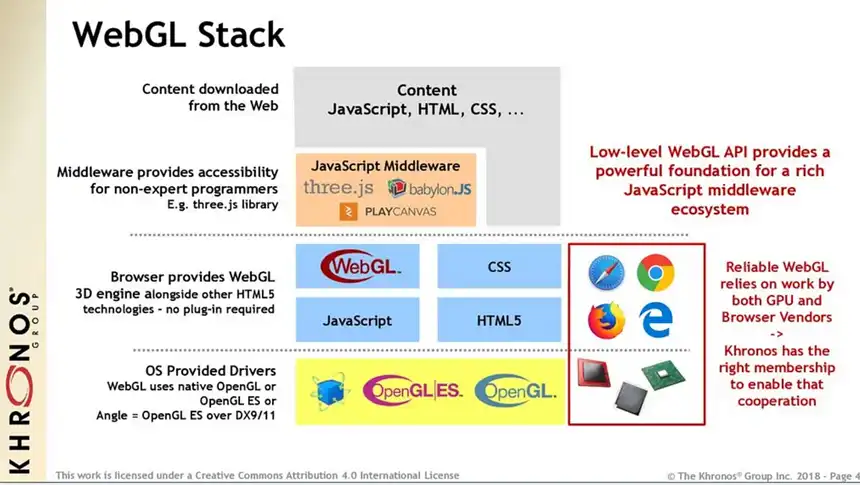 WebGL Stack
Content downloaded
from the Web
Content
JavaScript, HTML, CSS, ...
Middleware provides accessibility
for non-expert programmers
E.g. three.js library
JavaScript Middleware
three.js
babylon.JS
PLAYCANVAS
Low-level WebGL API provides a
powerful foundation for a rich
JavaScript middleware
ecosystem
Browser provides WebGL
3D engine alongside other HTML5
technologies - no plug-in required
WebGL™
CSS
JavaScript
HTML5
Reliable WebGL
relies on work by
both GPU and
Browser Vendors
->
Khronos has the
right membership
to enable that
cooperation
OS Provided Drivers
WebGL uses native OpenGL or
OpenGL ES or
Angle = OpenGL ES over DX9/11
OpenGL|ES™
OpenGL™
KHRONOS®
GROUP
This work is licensed under a Creative Commons Attribution 4.0 International License
© The Khronos® Group Inc. 2018 - Page 4